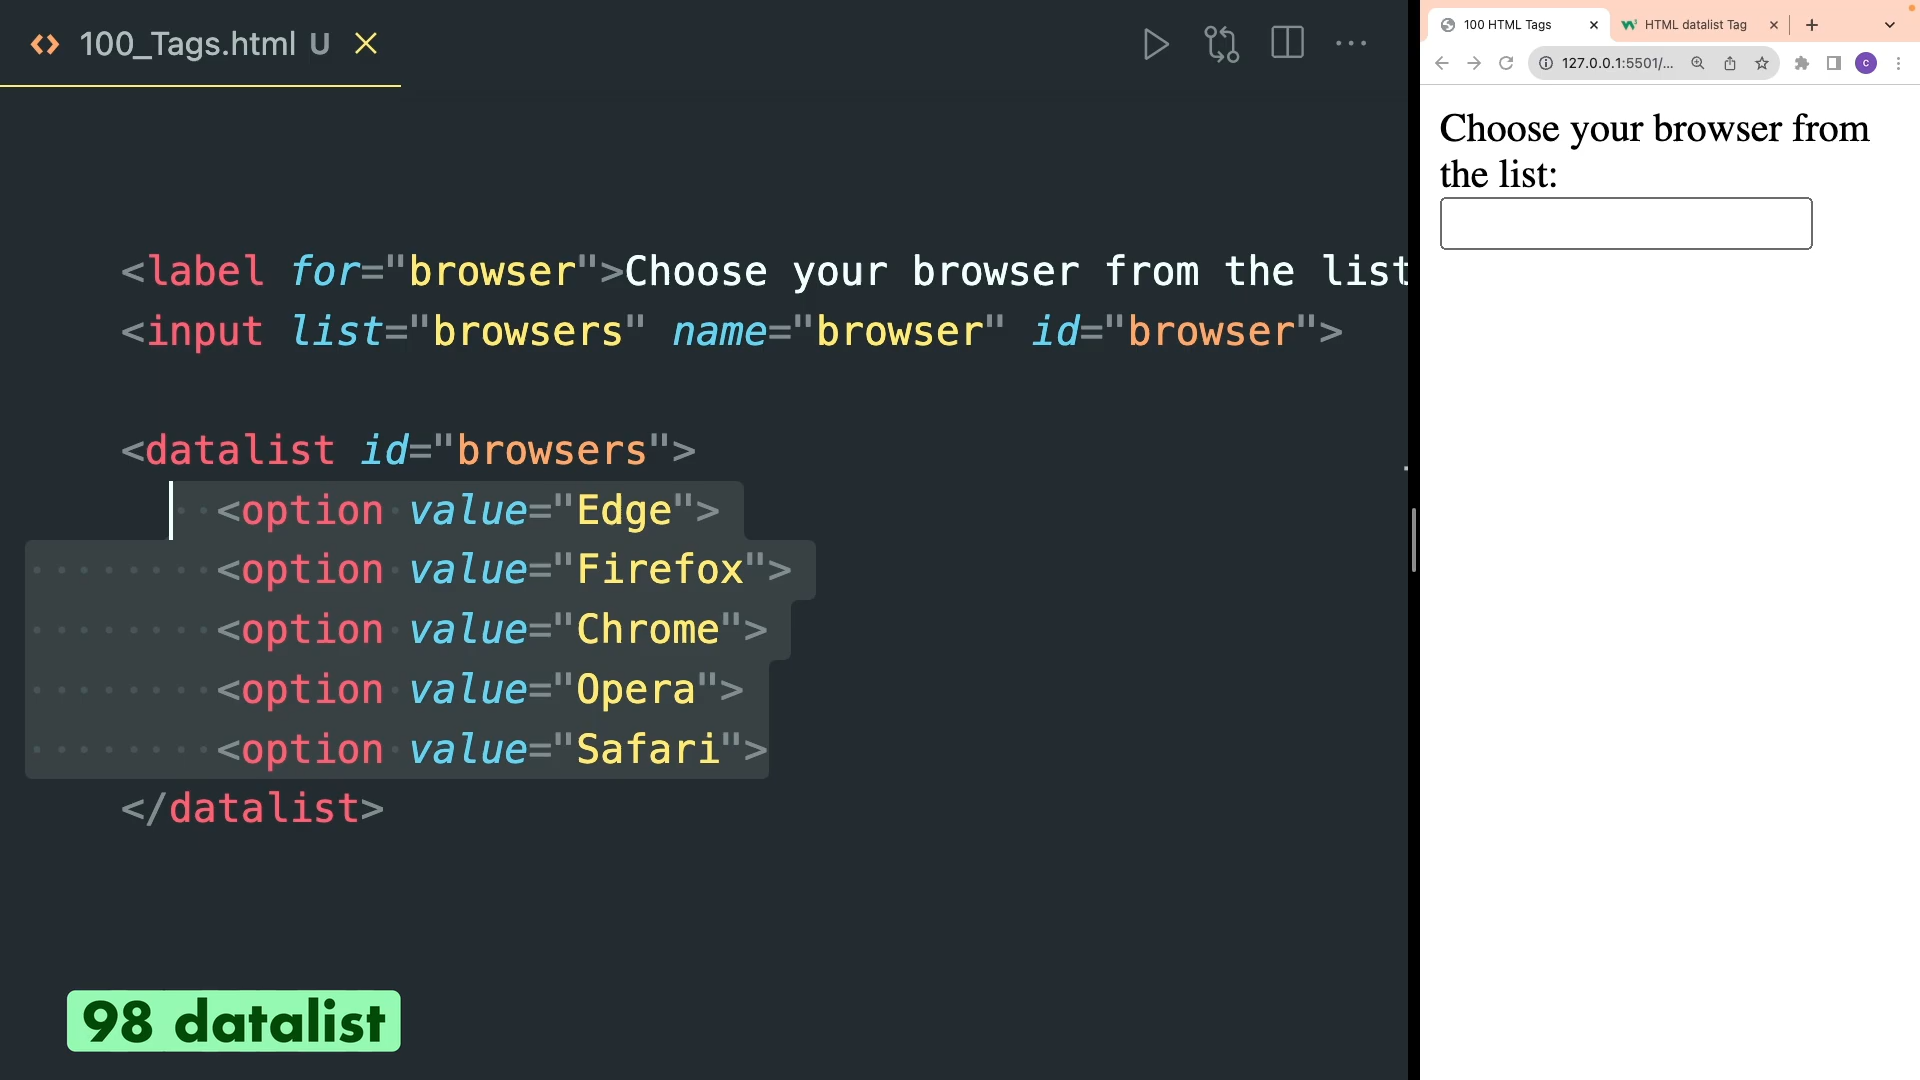 100_Tags.html U
<label for="browser">Choose your browser from the list
<input list="browsers" name="browser" id="browser">
<datalist id="browsers">
<option value="Edge">
<option value="Firefox">
<option value="Chrome">
<option value="Opera">
<option value="Safari">
</datalist>
98 datalist
100 HTML Tags
HTML datalist Tag
127.0.0.1:5501/...
c
Choose your browser from
the list: